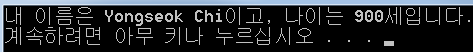 내 이름은 Yongseok Chi이고, 나이는 900세입니다.
계속하려면 아무 키나 누르십시오 . . .